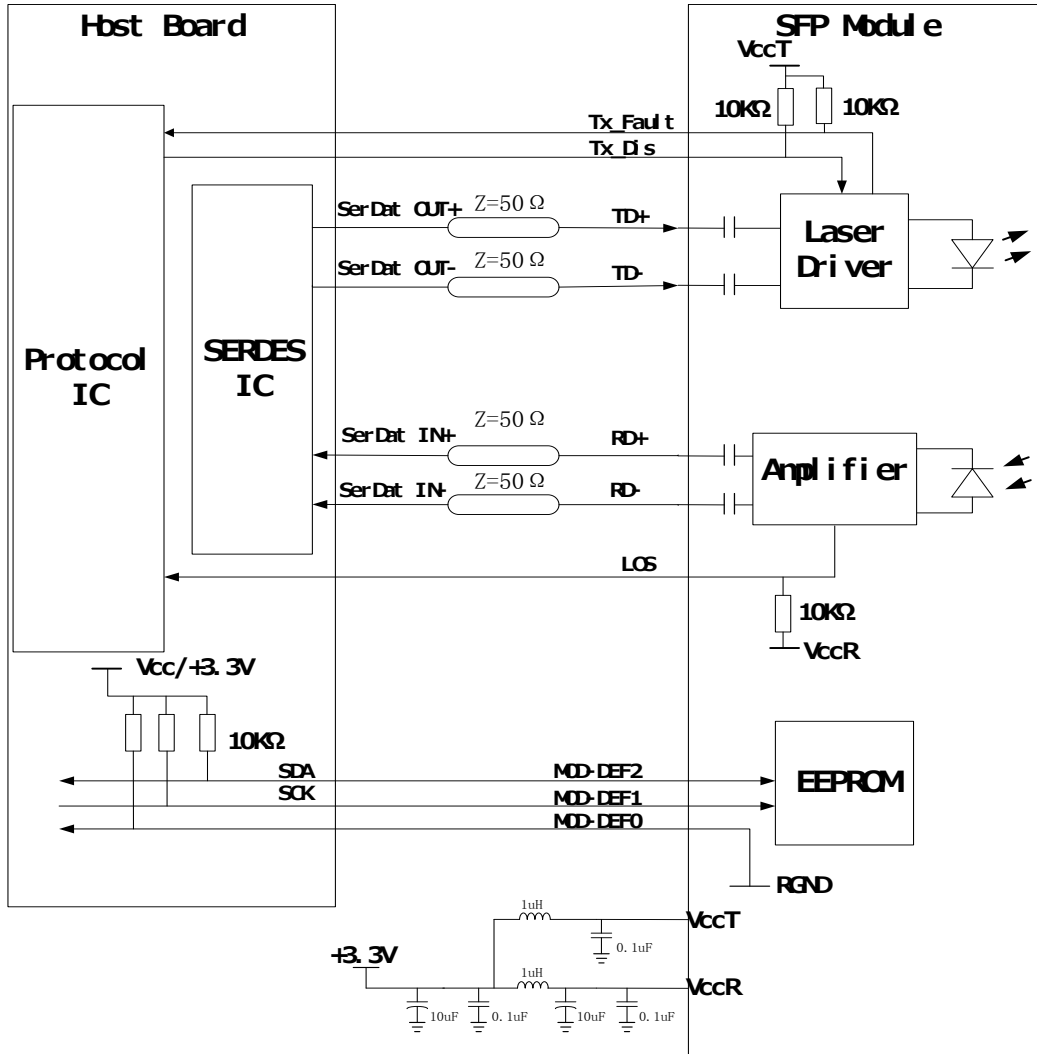 Host Board
SFP Module
VccT
10KΩ
10KΩ
Tx_Fault
Tx_Dis
SerDat OUT+
Z=50 Ω
TD+
SerDat OUT-
Z=50 Ω
TD-
Laser
Driver
Protocol
IC
SERDES
IC
SerDat IN+
Z=50 Ω
RD+
SerDat IN-
Z=50 Ω
RD-
Amplifier
LOS
10KΩ
VccR
Vcc/+3.3V
10KΩ
SDA
MOD-DEF2
SCK
MOD-DEF1
MOD-DEF0
EEPROM
RGND
1uH
VccT
0.1uF
+3.3V
1uH
VccR
10uF
0.1uF
10uF
0.1uF